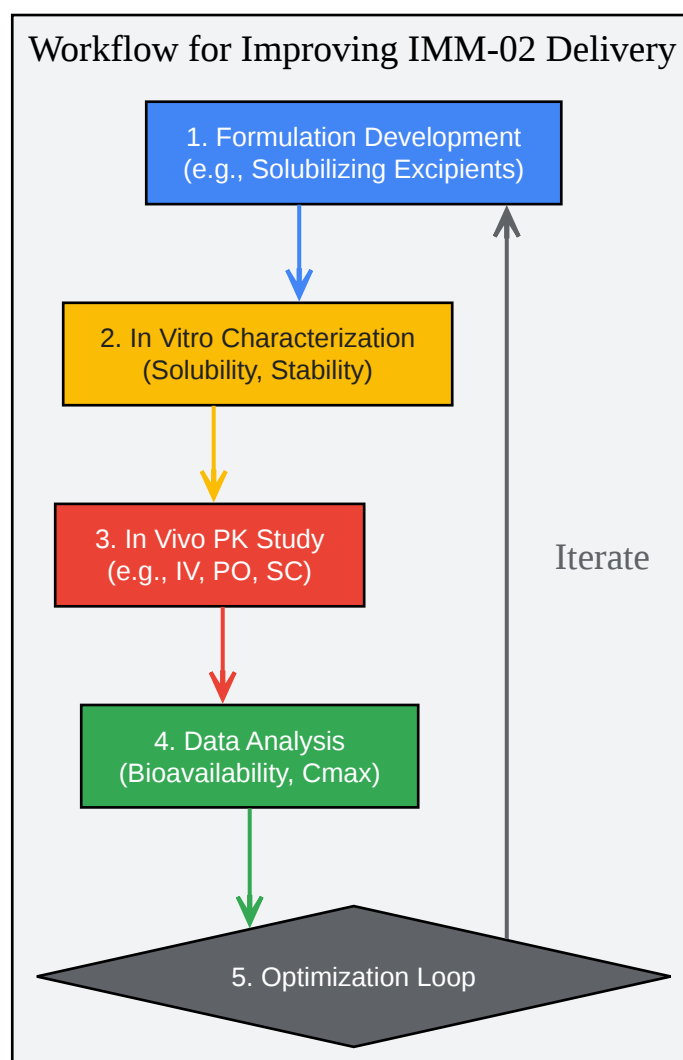 Workflow for Improving IMM-02 Delivery
1. Formulation Development
(e.g., Solubilizing Excipients)
2. In Vitro Characterization
(Solubility, Stability)
3. In Vivo PK Study
(e.g., IV, PO, SC)
Iterate
4. Data Analysis
(Bioavailability, Cmax)
5. Optimization Loop